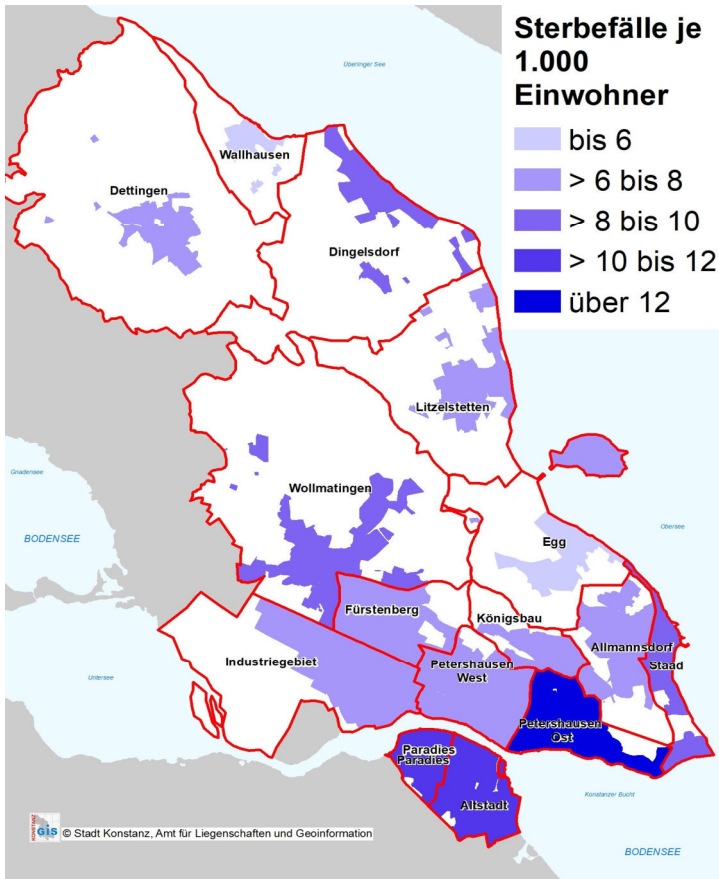 Sterbefälle je
1.000
Einwohner
bis 6
> 6 bis 8
> 8 bis 10
> 10 bis 12
über 12
Überlinger See
Wallhausen
Dettingen
Dingelsdorf
Litzelstetten
Gnadensee
Wollmatingen
BODENSEE
Obersee
Egg
Fürstenberg
Königsbau
Allmannsdorf
Staad
Industriegebiet
Petershausen
West
Untersee
Petershausen
Ost
Paradies
Paradies
Altstadt
Konstanzer Bucht
KONSTANZ
GIS
© Stadt Konstanz, Amt für Liegenschaften und Geoinformation
BODENSEE